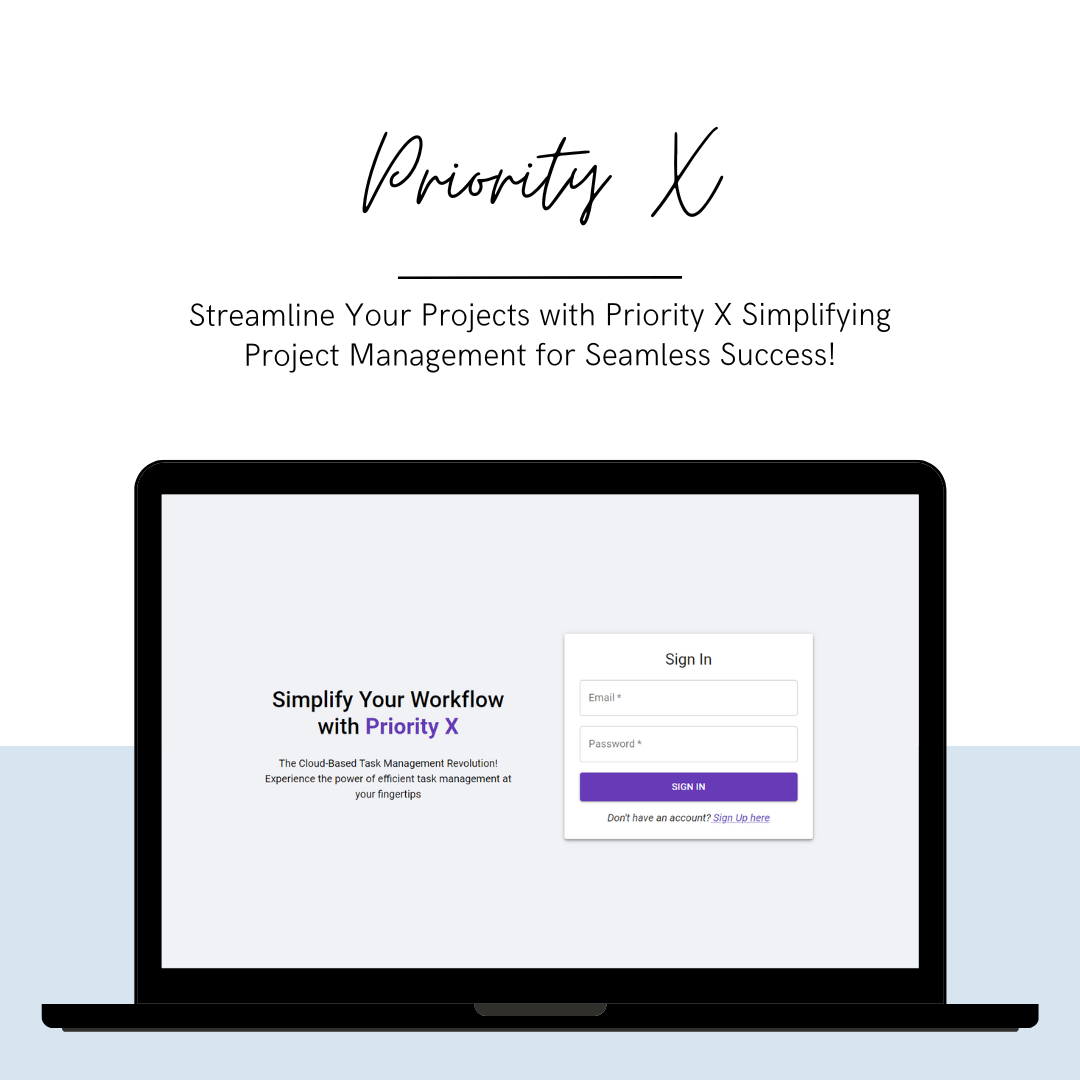 Priority X
Streamline Your Projects with Priority X Simplifying
Project Management for Seamless Success!
Simplify Your Workflow
with Priority X
The Cloud-Based Task Management Revolution!
Experience the power of efficient task management at
your fingertips
Sign In
Email *
Password *
SIGN IN
Don't have an account? Sign Up here